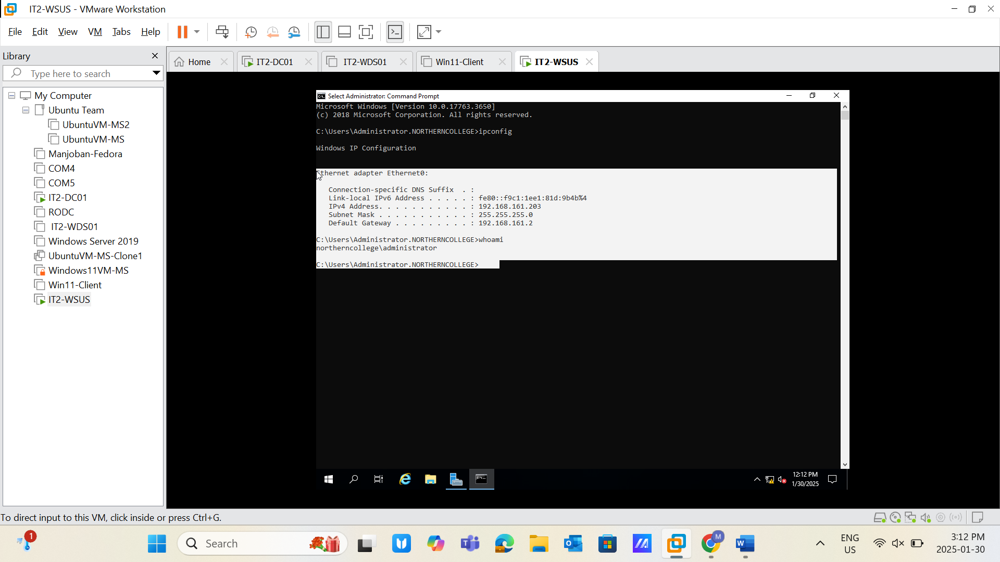 IT2-WSUS - VMware Workstation
File Edit View VM Tabs Help
Library
Type here to search
My Computer
Ubuntu Team
UbuntuVM-MS2
UbuntuVM-MS
Manjoban-Fedora
COM4
COM5
IT2-DC01
RODC
IT2-WDS01
Windows Server 2019
UbuntuVM-MS-Clone1
Windows11VM-MS
Win11-Client
IT2-WSUS
Home IT2-DC01 IT2-WDS01 Win11-Client IT2-WSUS
Select Administrator: Command Prompt
Microsoft Windows [Version 10.0.17763.3650]
(c) 2018 Microsoft Corporation. All rights reserved.
C:\Users\Administrator.NORTHERNCOLLEGE>ipconfig
Windows IP Configuration
Ethernet adapter Ethernet0:
Connection-specific DNS Suffix . :
Link-local IPv6 Address . . . . . : fe80::f9c1:1ee1:81d:9b4b%4
IPv4 Address. . . . . . . . . . . : 192.168.161.203
Subnet Mask . . . . . . . . . . . : 255.255.255.0
Default Gateway . . . . . . . . . : 192.168.161.2
C:\Users\Administrator.NORTHERNCOLLEGE>whoami
northerncollege\administrator
C:\Users\Administrator.NORTHERNCOLLEGE>
12:12 PM
1/30/2025
To direct input to this VM, click inside or press Ctrl+G.
1
Search
M
ENG
US
3:12 PM
2025-01-30